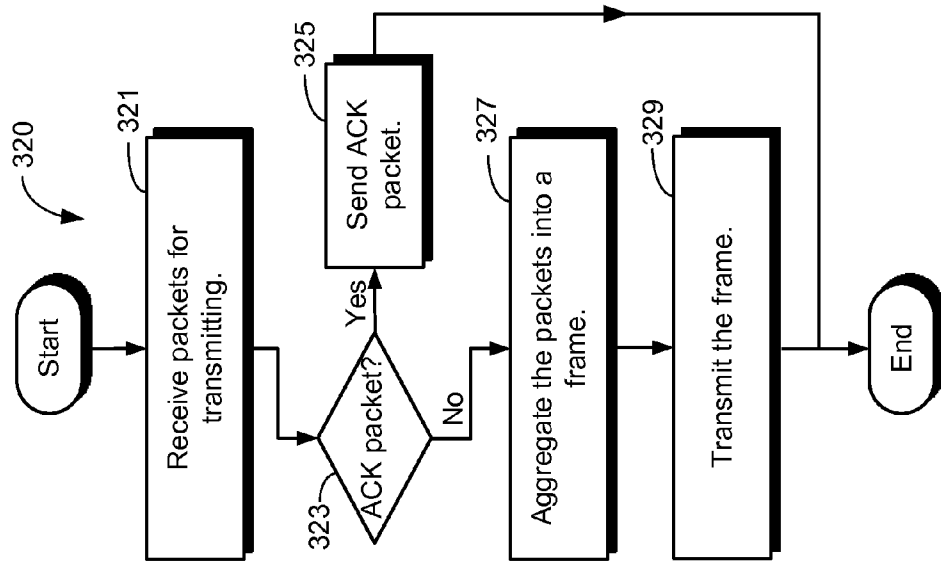 320
Start
321
Receive packets for
transmitting.
323
ACK packet?
Yes
325
Send ACK
packet.
No
327
Aggregate the packets into a
frame.
329
Transmit the frame.
End